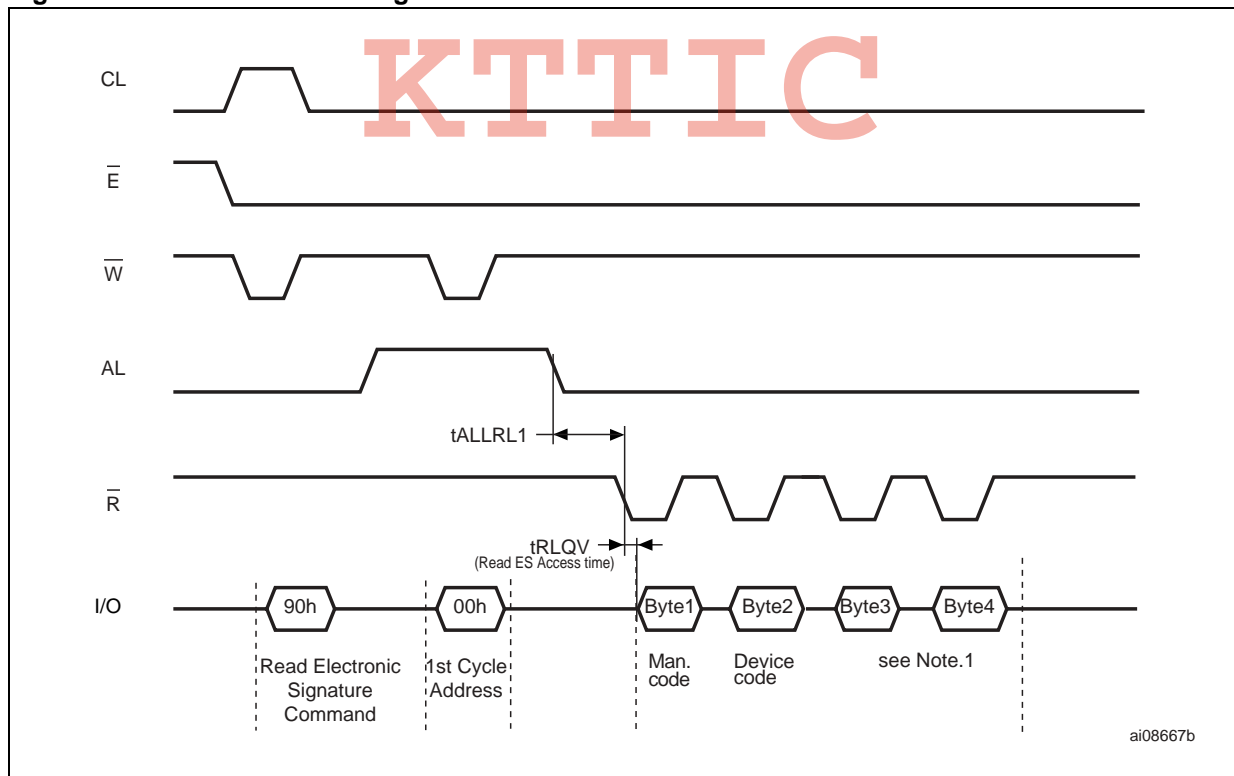 KTTIC
CL
E
W
AL
tALLRL1
R
tRLQV
(Read ES Access time)
I/O
90h
00h
Byte1
Byte2
Byte3
Byte4
Read Electronic
Signature
Command
1st Cycle
Address
Man.
code
Device
code
see Note.1
ai08667b